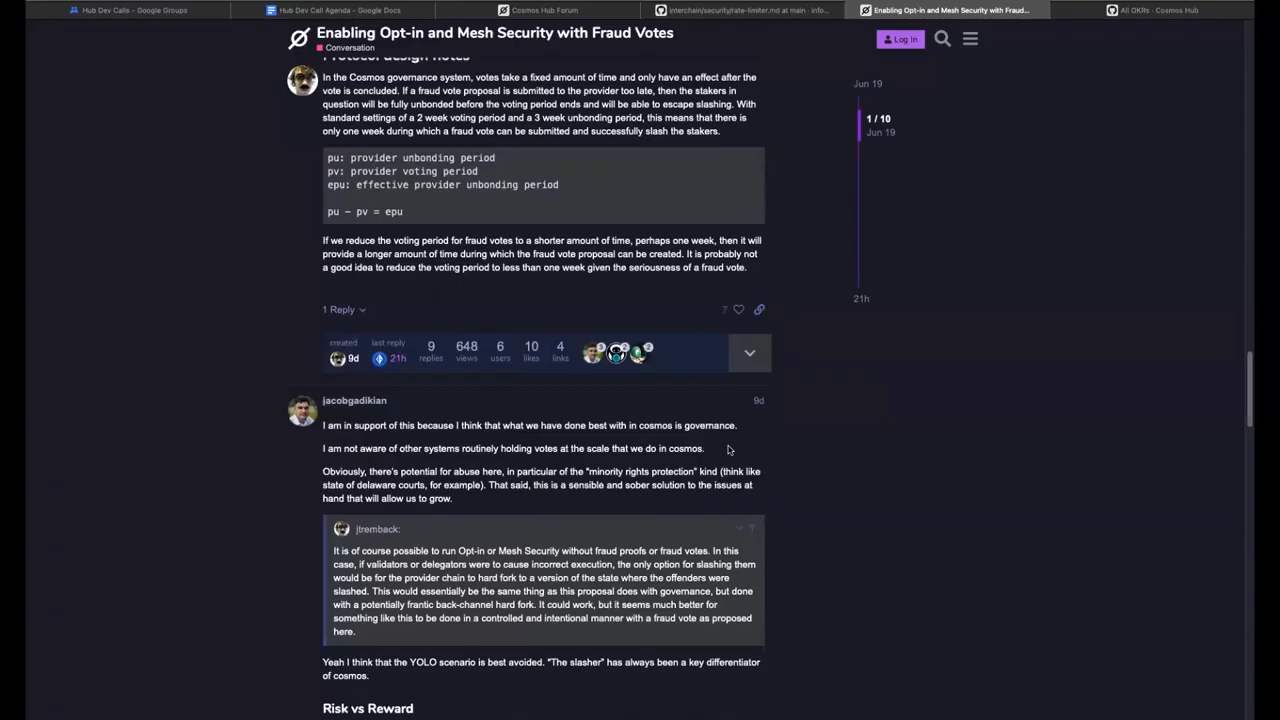 Hub Dev Calls - Google Groups
Hub Dev Call Agenda - Google Docs
Cosmos Hub Forum
interchain/security/rate-limiter.md at main · info...
Enabling Opt-in and Mesh Security with Fraud...
All OKRs · Cosmos Hub
Enabling Opt-in and Mesh Security with Fraud Votes
Conversation
Log In
Protocol design notes
In the Cosmos governance system, votes take a fixed amount of time and only have an effect after the
vote is concluded. If a fraud vote proposal is submitted to the provider too late, then the stakers in
question will be fully unbonded before the voting period ends and will be able to escape slashing. With
standard settings of a 2 week voting period and a 3 week unbonding period, this means that there is
only one week during which a fraud vote can be submitted and successfully slash the stakers.
pu: provider unbonding period
pv: provider voting period
epu: effective provider unbonding period
pu – pv = epu
If we reduce the voting period for fraud votes to a shorter amount of time, perhaps one week, then it will
provide a longer amount of time during which the fraud vote proposal can be created. It is probably not
a good idea to reduce the voting period to less than one week given the seriousness of a fraud vote.
1 Reply
7
Jun 19
1 / 10
Jun 19
21h
created
9d
last reply
21h
9
replies
648
views
6
users
10
likes
4
links
3
2
2
jacobgadikian
9d
I am in support of this because I think that what we have done best with in cosmos is governance.
I am not aware of other systems routinely holding votes at the scale that we do in cosmos.
Obviously, there's potential for abuse here, in particular of the "minority rights protection" kind (think like
state of delaware courts, for example). That said, this is a sensible and sober solution to the issues at
hand that will allow us to grow.
jtremback:
It is of course possible to run Opt-in or Mesh Security without fraud proofs or fraud votes. In this
case, if validators or delegators were to cause incorrect execution, the only option for slashing them
would be for the provider chain to hard fork to a version of the state where the offenders were
slashed. This would essentially be the same thing as this proposal does with governance, but done
with a potentially frantic back-channel hard fork. It could work, but it seems much better for
something like this to be done in a controlled and intentional manner with a fraud vote as proposed
here.
Yeah I think that the YOLO scenario is best avoided. "The slasher" has always been a key differentiator
of cosmos.
Risk vs Reward